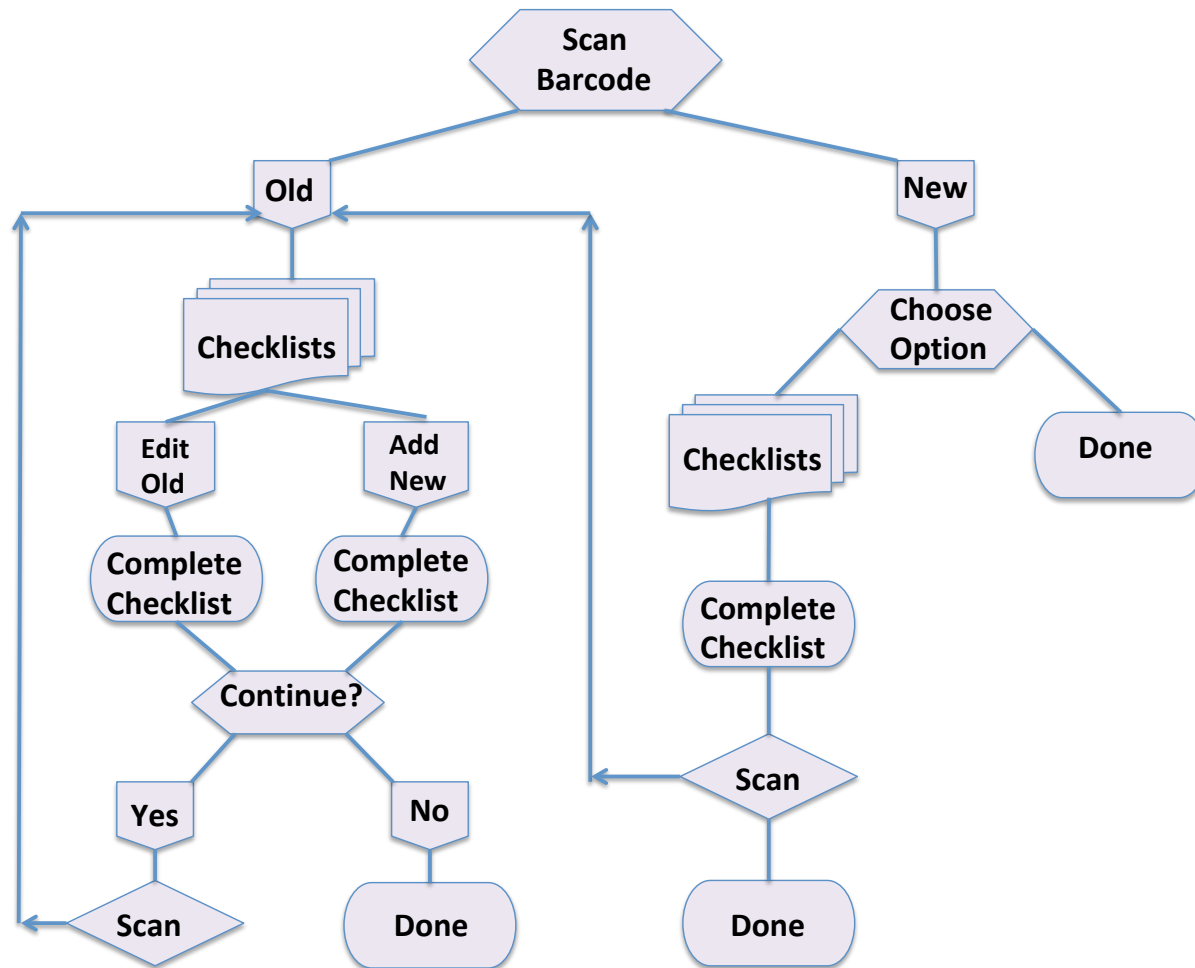 Scan
Barcode
Old
New
Checklists
Choose
Option
Edit
Old
Add
New
Checklists
Done
Complete
Checklist
Complete
Checklist
Complete
Checklist
Continue?
Yes
No
Scan
Scan
Done
Done